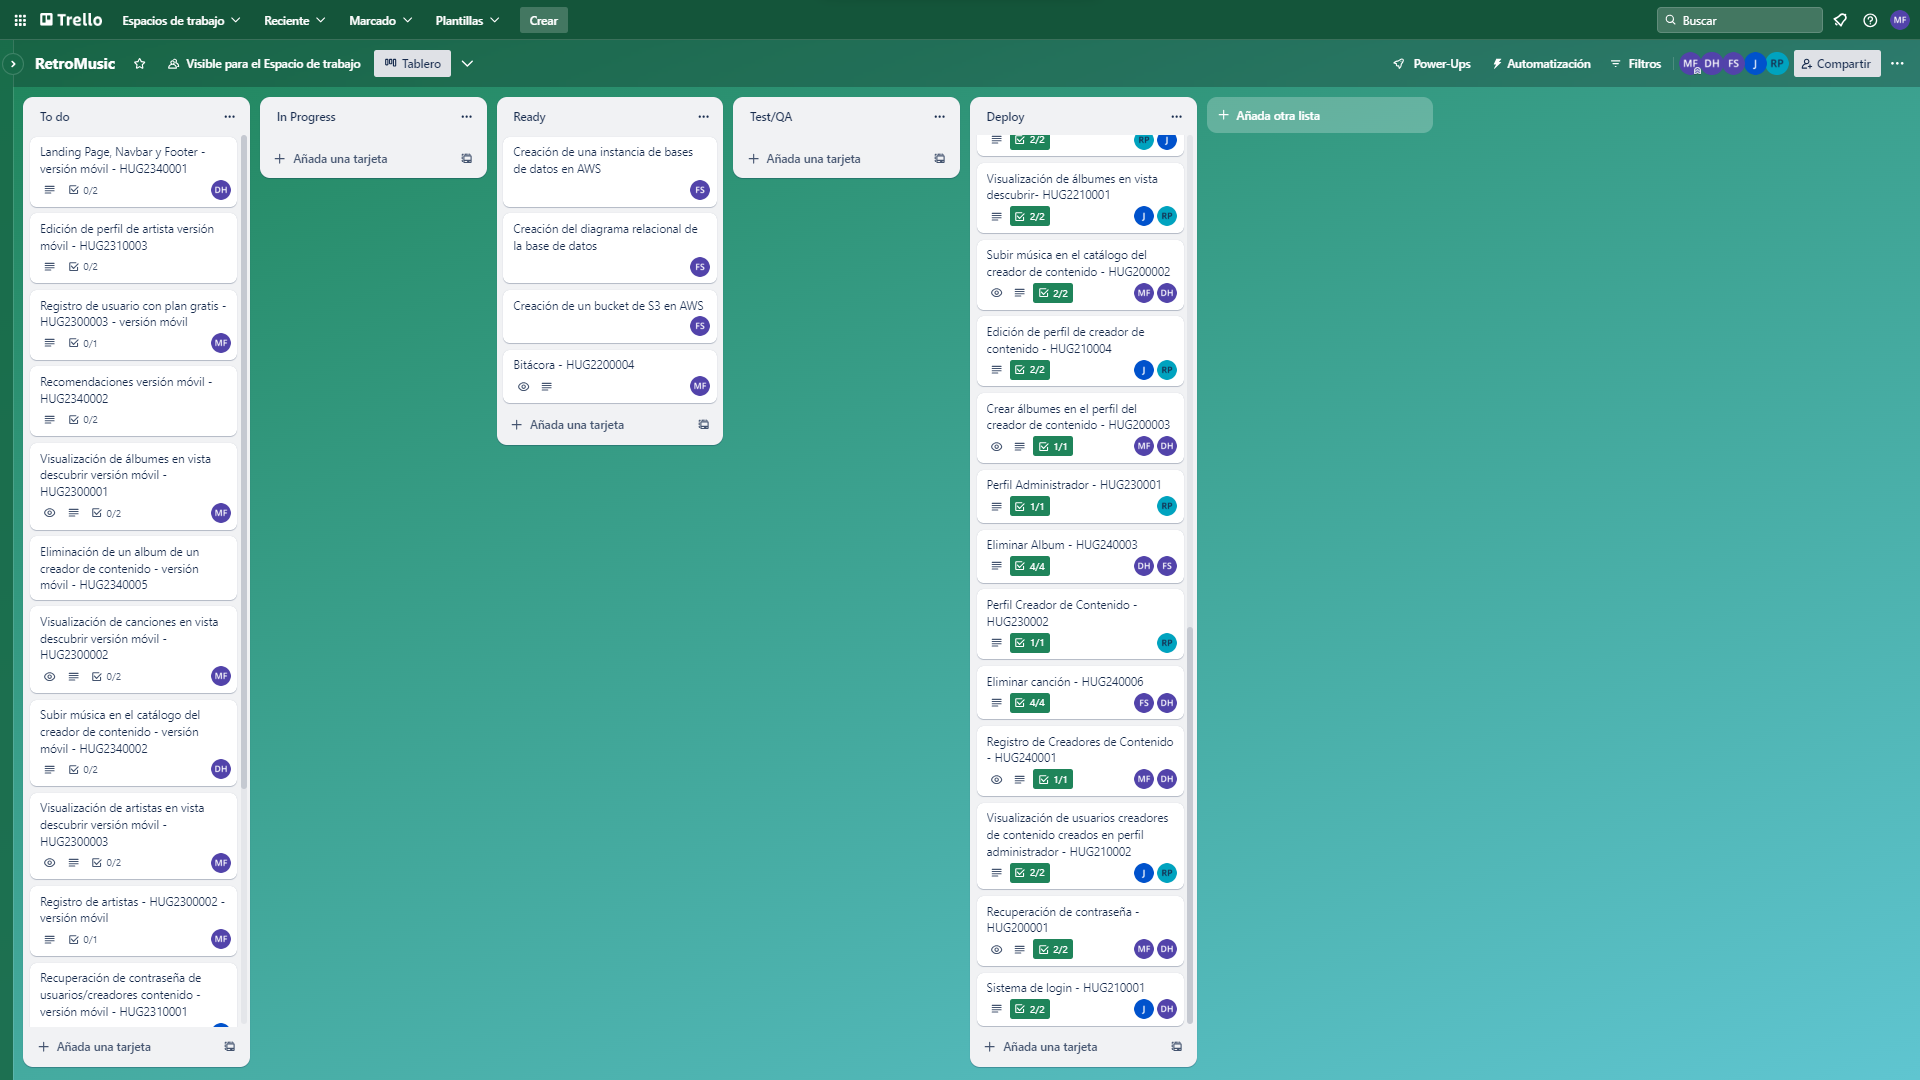 Trello
Espacios de trabajo
Reciente
Marcado
Plantillas
Crear
Buscar
MF
RetroMusic
Visible para el Espacio de trabajo
Tablero
Power-Ups
Automatización
Filtros
MF
DH
FS
J
RP
Compartir
To do
Landing Page, Navbar y Footer -
versión móvil - HUG2340001
0/2
DH
Edición de perfil de artista versión
móvil - HUG2310003
0/2
Registro de usuario con plan gratis -
HUG2300003 - versión móvil
0/1
MF
Recomendaciones versión móvil -
HUG2340002
0/2
Visualización de álbumes en vista
descubrir versión móvil -
HUG2300001
0/2
MF
Eliminación de un album de un
creador de contenido - versión
móvil - HUG2340005
Visualización de canciones en vista
descubrir versión móvil -
HUG2300002
0/2
MF
Subir música en el catálogo del
creador de contenido - versión
móvil - HUG2340002
0/2
DH
Visualización de artistas en vista
descubrir versión móvil -
HUG2300003
0/2
MF
Registro de artistas - HUG2300002 -
versión móvil
0/1
MF
Recuperación de contraseña de
usuarios/creadores contenido -
versión móvil - HUG2310001
Añada una tarjeta
In Progress
Añada una tarjeta
Ready
Creación de una instancia de bases
de datos en AWS
FS
Creación del diagrama relacional de
la base de datos
FS
Creación de un bucket de S3 en AWS
FS
Bitácora - HUG2200004
MF
Añada una tarjeta
Test/QA
Añada una tarjeta
Deploy
2/2
RP
J
Visualización de álbumes en vista
descubrir- HUG2210001
2/2
J
RP
Subir música en el catálogo del
creador de contenido - HUG200002
2/2
MF
DH
Edición de perfil de creador de
contenido - HUG210004
2/2
J
RP
Crear álbumes en el perfil del
creador de contenido - HUG200003
1/1
MF
DH
Perfil Administrador - HUG230001
1/1
RP
Eliminar Album - HUG240003
4/4
DH
FS
Perfil Creador de Contenido -
HUG230002
1/1
RP
Eliminar canción - HUG240006
4/4
FS
DH
Registro de Creadores de Contenido
- HUG240001
1/1
MF
DH
Visualización de usuarios creadores
de contenido creados en perfil
administrador - HUG210002
2/2
J
RP
Recuperación de contraseña -
HUG200001
2/2
MF
DH
Sistema de login - HUG210001
2/2
J
DH
Añada una tarjeta
Añada otra lista